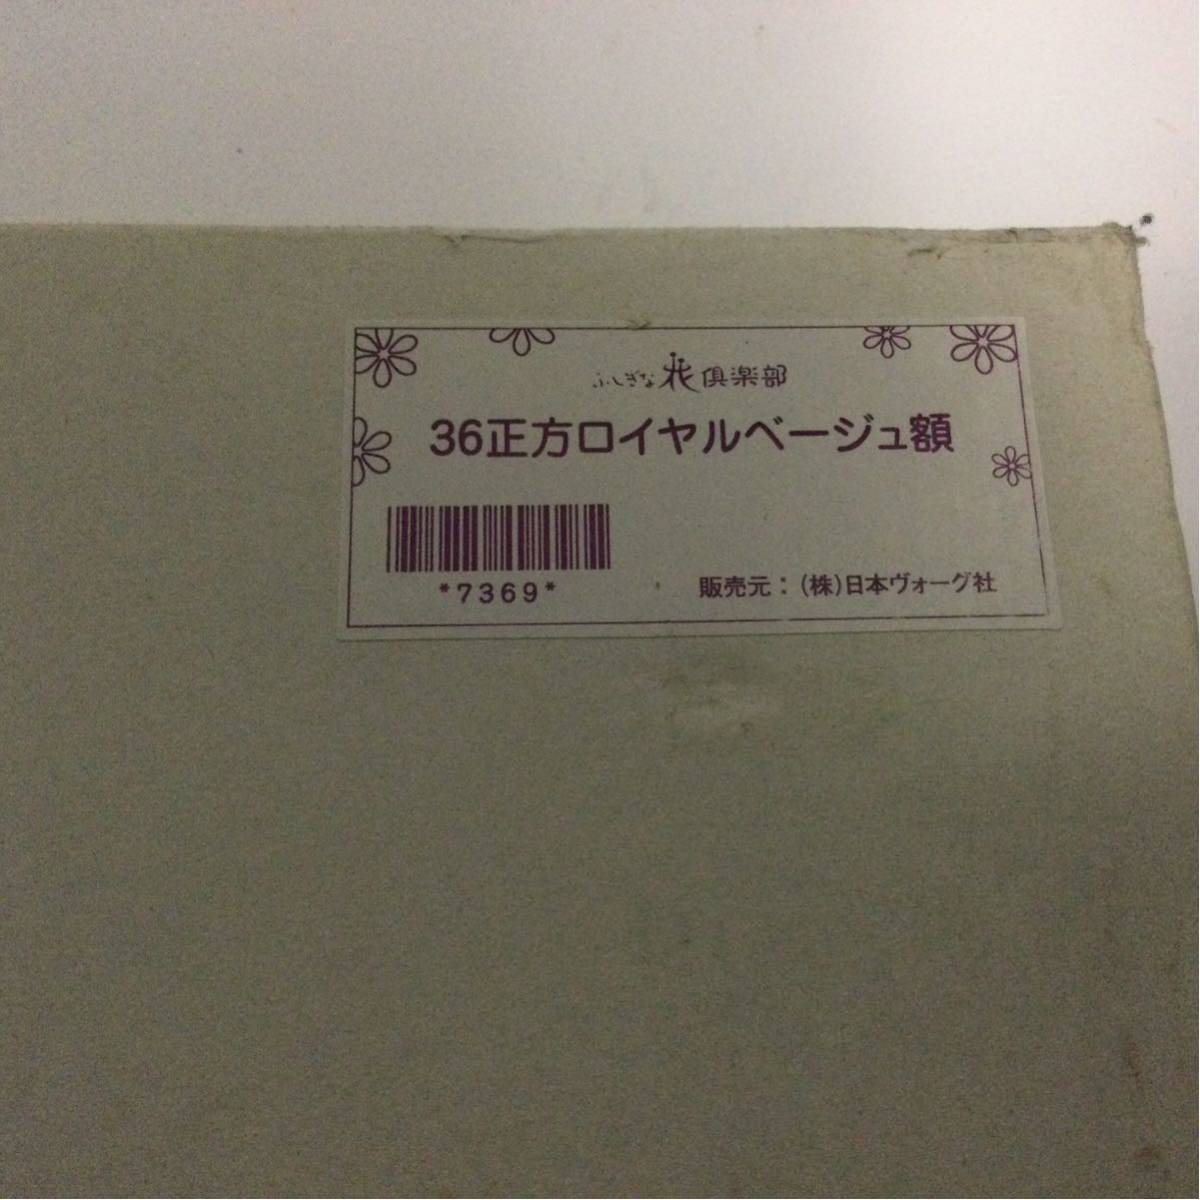 ふしぎな花倶楽部
36正方ロイヤルベージュ額
*7369*
販売元：(株)日本ヴォーグ社